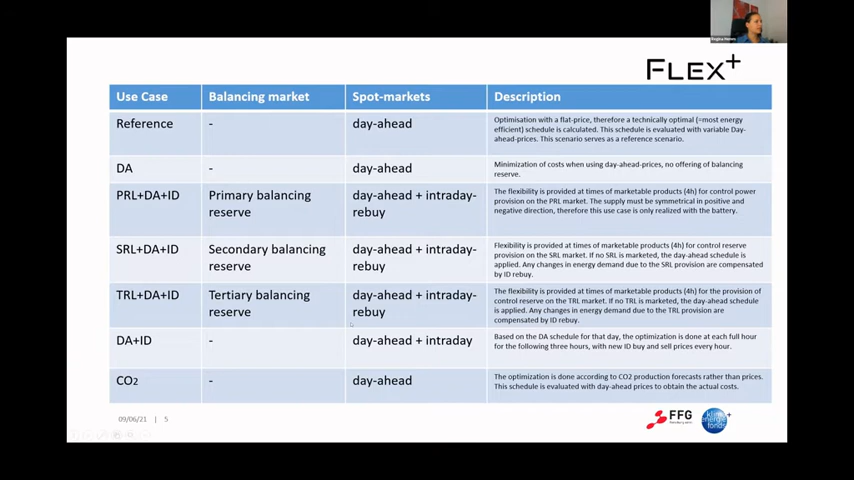 FLEX+
Use Case Balancing market Spot-markets Description
Reference - day-ahead Optimisation with a flat-price, therefore a technically optimal (=most energy
efficient) schedule is calculated. This schedule is evaluated with variable Day-
ahead-prices. This scenario serves as a reference scenario.
DA - day-ahead Minimization of costs when using day-ahead-prices, no offering of balancing
reserve.
PRL+DA+ID Primary balancing day-ahead + intraday- The flexibility is provided at times of marketable products (4h) for control power
reserve rebuy provision on the PRL market. The supply must be symmetrical in positive and
negative direction, therefore this use case is only realized with the battery.
SRL+DA+ID Secondary balancing day-ahead + intraday- Flexibility is provided at times of marketable products (4h) for control reserve
reserve rebuy provision on the SRL market. If no SRL is marketed, the day-ahead schedule is
applied. Any changes in energy demand due to the SRL provision are compensated
by ID rebuy.
TRL+DA+ID Tertiary balancing day-ahead + intraday- The flexibility is provided at times of marketable products (4h) for the provision of
reserve rebuy control reserve on the TRL market. If no TRL is marketed, the day-ahead schedule
is applied. Any changes in energy demand due to the TRL provision are
compensated by ID rebuy.
DA+ID - day-ahead + intraday Based on the DA schedule for that day, the optimization is done at each full hour
for the following three hours, with new ID buy and sell prices every hour.
CO2 - day-ahead The optimization is done according to CO2 production forecasts rather than prices.
This schedule is evaluated with day-ahead prices to obtain the actual costs.
09/06/21 | 5
FFG
klima+
energie
fonds